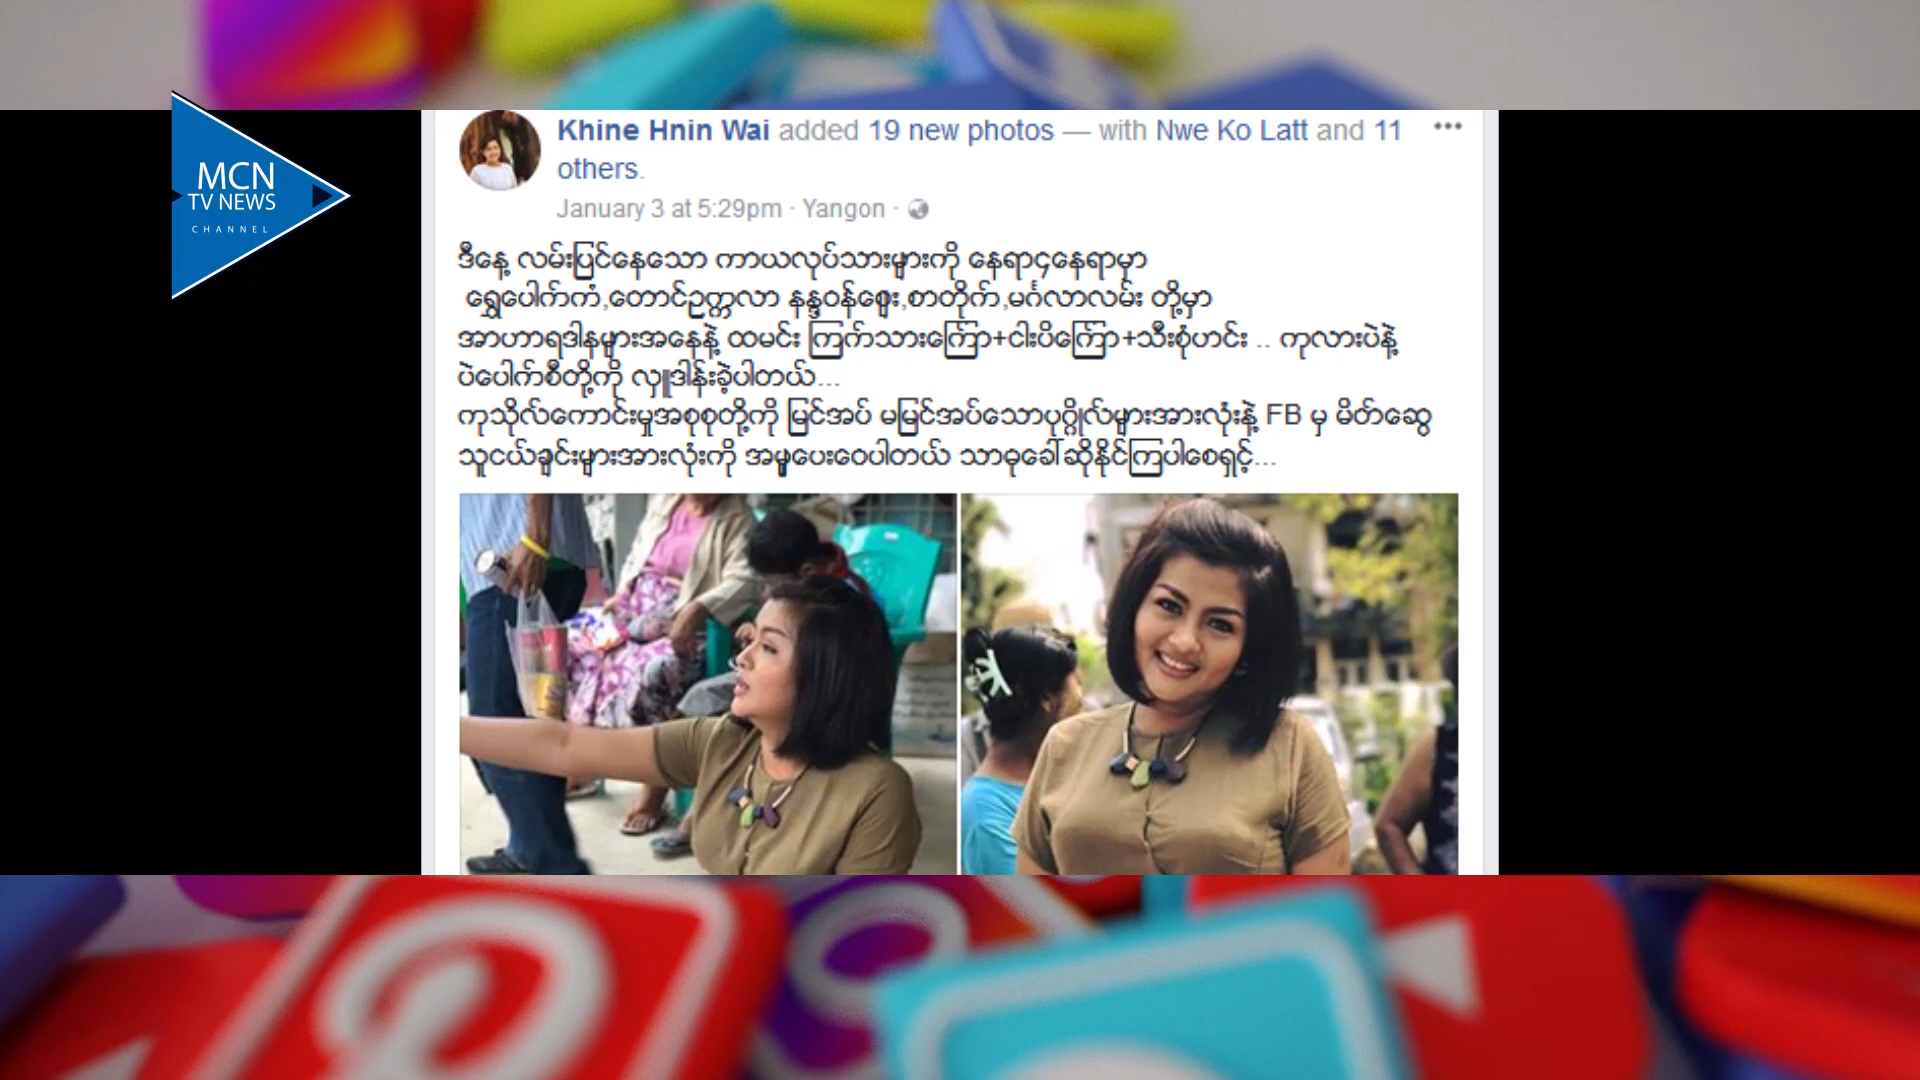 MCN
TV NEWS
CHANNEL
Khine Hnin Wai added 19 new photos — with Nwe Ko Latt and 11
others.
January 3 at 5:29pm · Yangon ·
ဒီနေ့ လမ်းပြင်နေသော ကာယလုပ်သားများကို နေရာ၄နေရာမှာ
ရွှေပေါက်ကံ,တောင်ဥက္ကလာ နန္ဒဝန်ဈေး,စာတိုက်,မင်္ဂလာလမ်း တို့မှာ
အာဟာရဒါနများအနေနဲ့ ထမင်း ကြက်သားကြော်+ငါးပိကြော်+သီးစုံဟင်း .. ကုလားပဲနဲ့
ပဲပေါက်စီတို့ကို လှူဒါန်းခဲ့ပါတယ်...
ကုသိုလ်ကောင်းမှုအစုစုတို့ကို မြင်အပ် မမြင်အပ်သောပုဂ္ဂိုလ်များအားလုံးနဲ့ FB မှ မိတ်ဆွေ
သူငယ်ချင်းများအားလုံးကို အမျှပေးဝေပါတယ် သာဓုခေါ်ဆိုနိုင်ကြပါစေရှင့်...